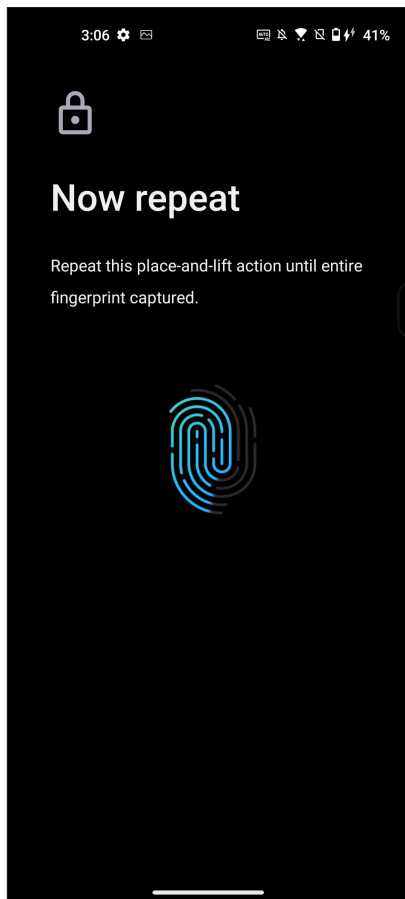 3:06 41%
Now repeat
Repeat this place-and-lift action until entire
fingerprint captured.